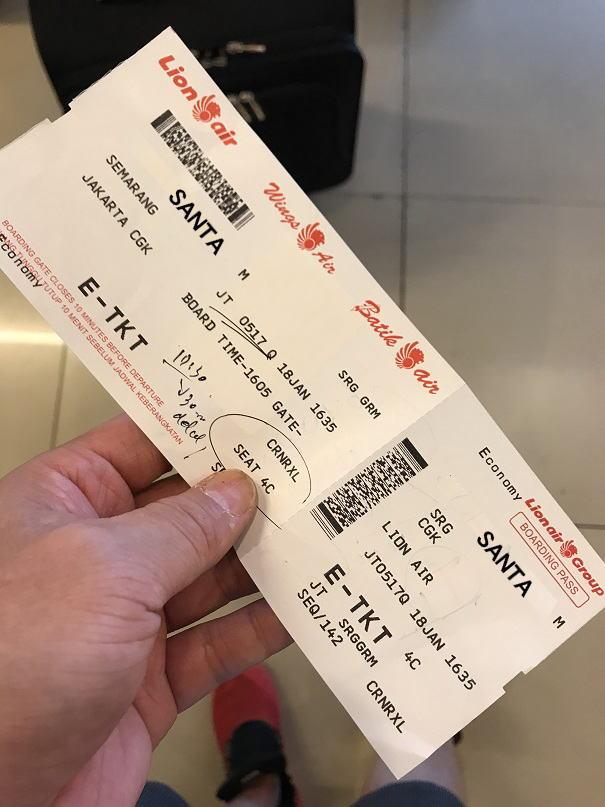 Lion air
Wings Air
Batik air
SEMARANG
JAKARTA CGK
SANTA
M
JT 0517 Q 18JAN 1635
SRG GRM
BOARD TIME-1605 GATE-
Economy
E-TKT
BOARDING GATE CLOSES 10 MINUTES BEFORE DEPARTURE
TUNGGU TUTUP 10 MENIT SEBELUM JADWAL KEBERANGKATAN
CRNRXL
SEAT 4C
Economy
Lion air Group
BOARDING PASS
SRG
CGK
SANTA
M
LION AIR
JT0517Q 18JAN 1635
E-TKT
4C
JT SRGGRM
SEQ/142
CRNRXL